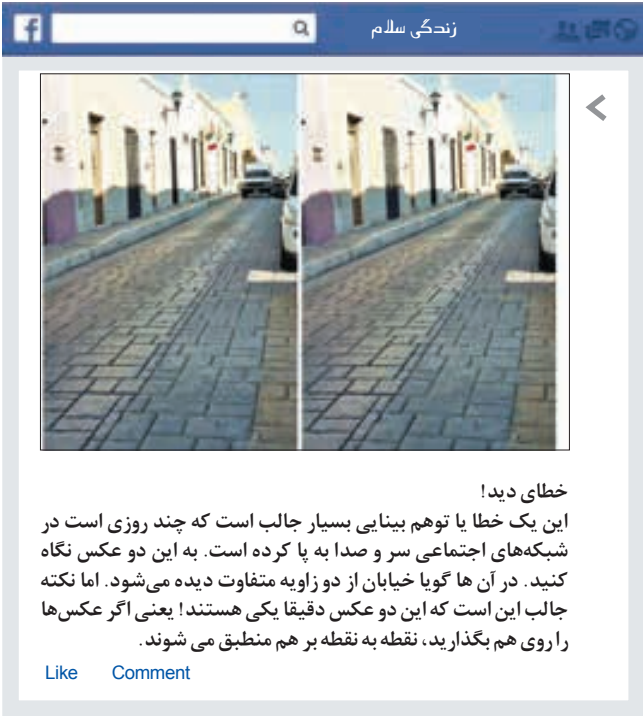 زندگی سلام
خطای دید!
این یک خطا یا توهم بینایی بسیار جالب است که چند روزی است در
شبکه‌های اجتماعی سر و صدا به پا کرده است. به این دو عکس نگاه
کنید. در آن ها گویا خیابان از دو زاویه متفاوت دیده می‌شود. اما نکته
جالب این است که این دو عکس دقیقا یکی هستند! یعنی اگر عکس‌ها
را روی هم بگذارید، نقطه به نقطه بر هم منطبق می شوند.
Like Comment